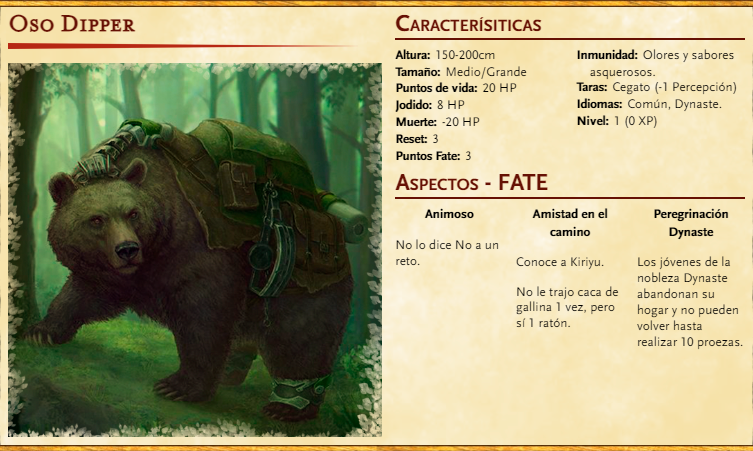 Oso Dipper
Caracterísiticas
Altura: 150-200cm
Tamaño: Medio/Grande
Puntos de vida: 20 HP
Jodido: 8 HP
Muerte: -20 HP
Reset: 3
Puntos Fate: 3
Inmunidad: Olores y sabores
asquerosos.
Taras: Cegato (-1 Percepción)
Idiomas: Común, Dynaste.
Nivel: 1 (0 XP)
Aspectos - FATE
Animoso
No lo dice No a un
reto.
Amistad en el
camino
Conoce a Kiriyu.
No le trajo caca de
gallina 1 vez, pero
sí 1 ratón.
Peregrinación
Dynaste
Los jóvenes de la
nobleza Dynaste
abandonan su
hogar y no pueden
volver hasta
realizar 10 proezas.